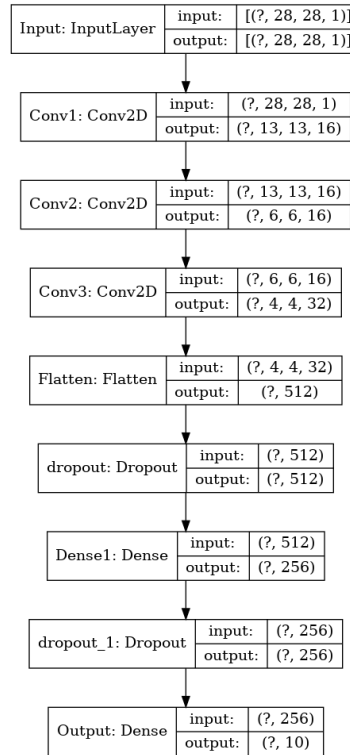 Input: InputLayer
input: [(?, 28, 28, 1)]
output: [(?, 28, 28, 1)]
Conv1: Conv2D
input: (?, 28, 28, 1)
output: (?, 13, 13, 16)
Conv2: Conv2D
input: (?, 13, 13, 16)
output: (?, 6, 6, 16)
Conv3: Conv2D
input: (?, 6, 6, 16)
output: (?, 4, 4, 32)
Flatten: Flatten
input: (?, 4, 4, 32)
output: (?, 512)
dropout: Dropout
input: (?, 512)
output: (?, 512)
Dense1: Dense
input: (?, 512)
output: (?, 256)
dropout_1: Dropout
input: (?, 256)
output: (?, 256)
Output: Dense
input: (?, 256)
output: (?, 10)